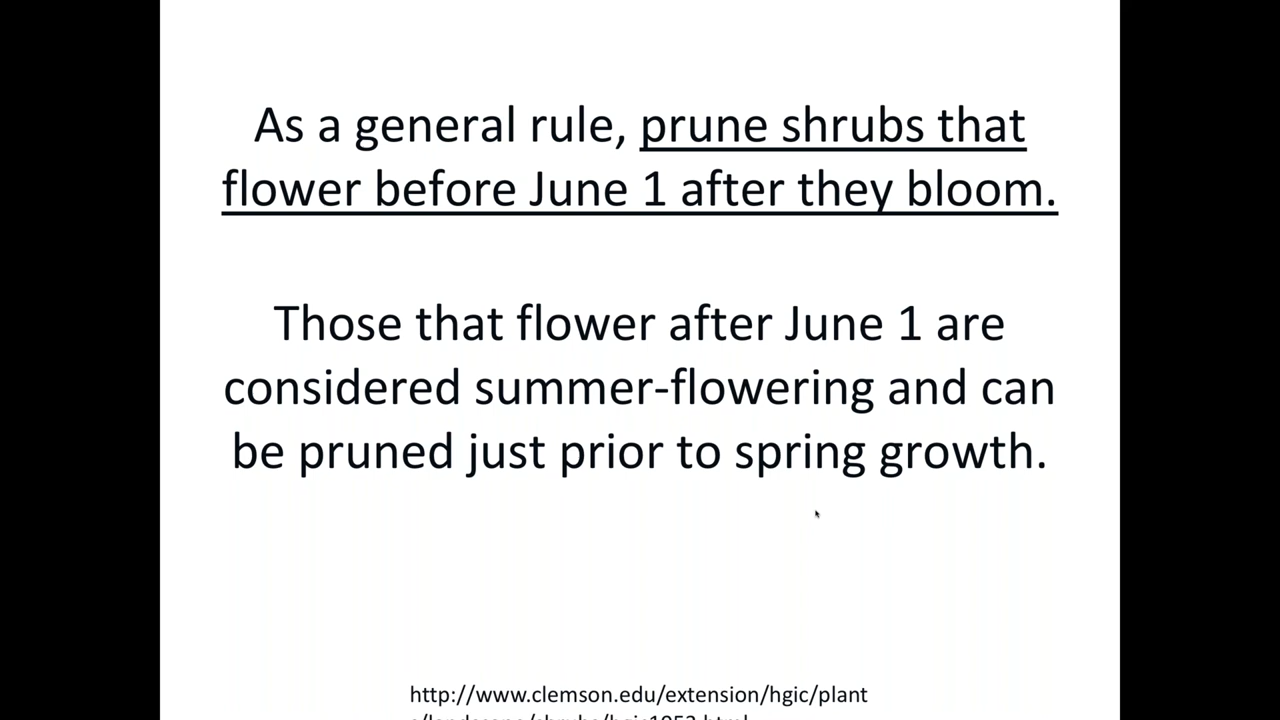 As a general rule, prune shrubs that
flower before June 1 after they bloom.
Those that flower after June 1 are
considered summer-flowering and can
be pruned just prior to spring growth.
http://www.clemson.edu/extension/hgic/plant